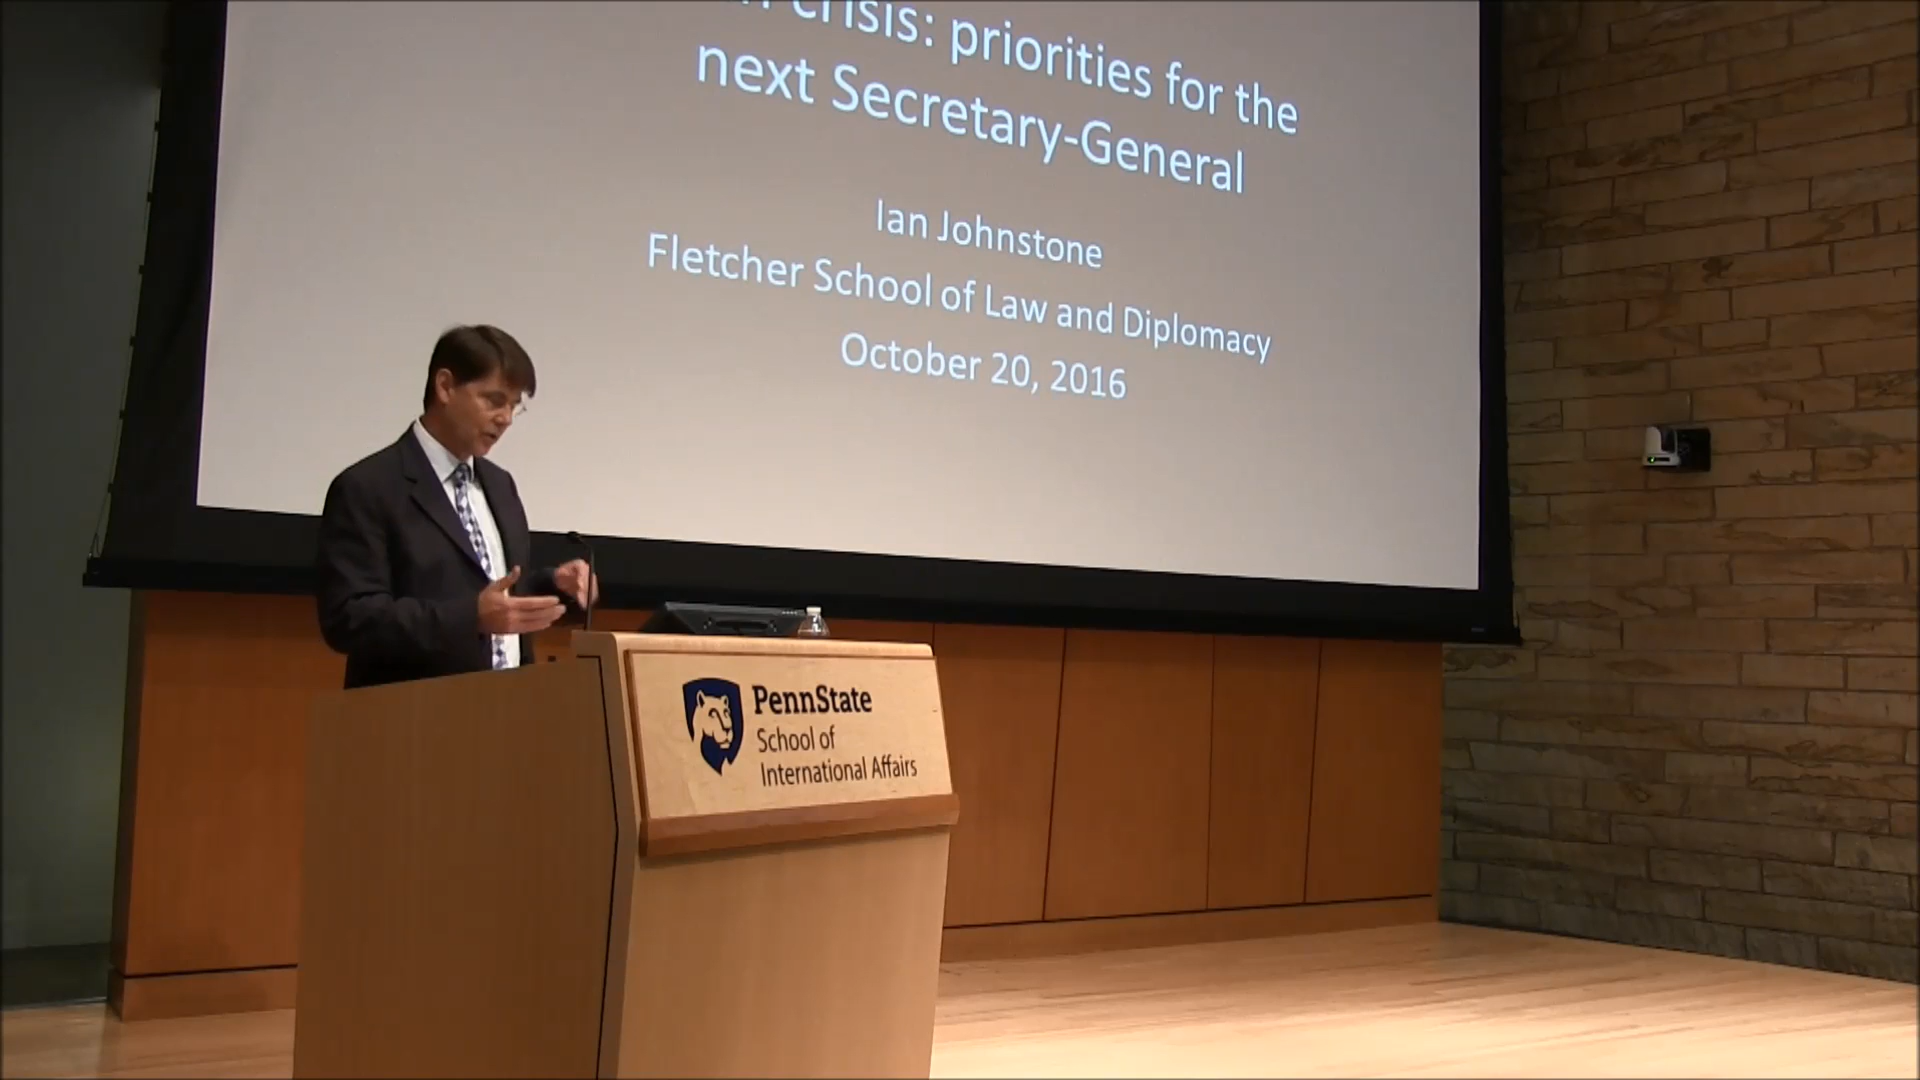 crisis: priorities for the
next Secretary-General
Ian Johnstone
Fletcher School of Law and Diplomacy
October 20, 2016
PennState
School of
International Affairs